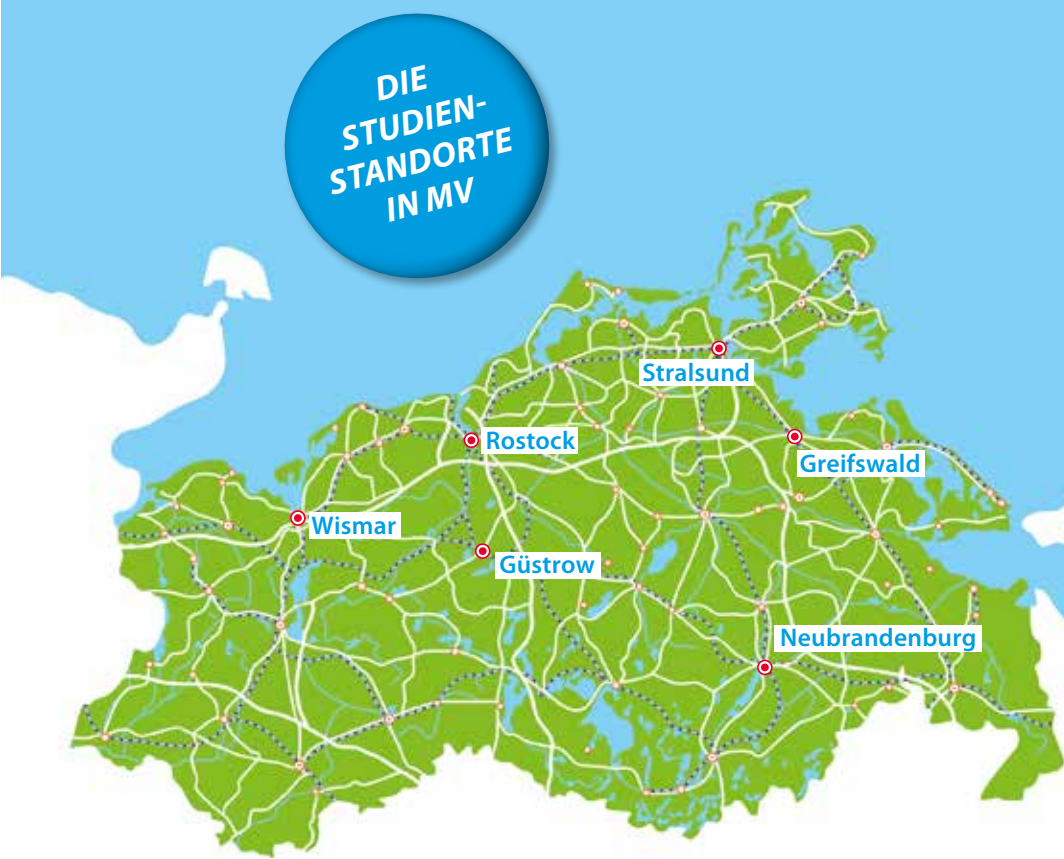 DIE
STUDIEN-
STANDORTE
IN MV
Stralsund
Rostock
Greifswald
Wismar
Güstrow
Neubrandenburg